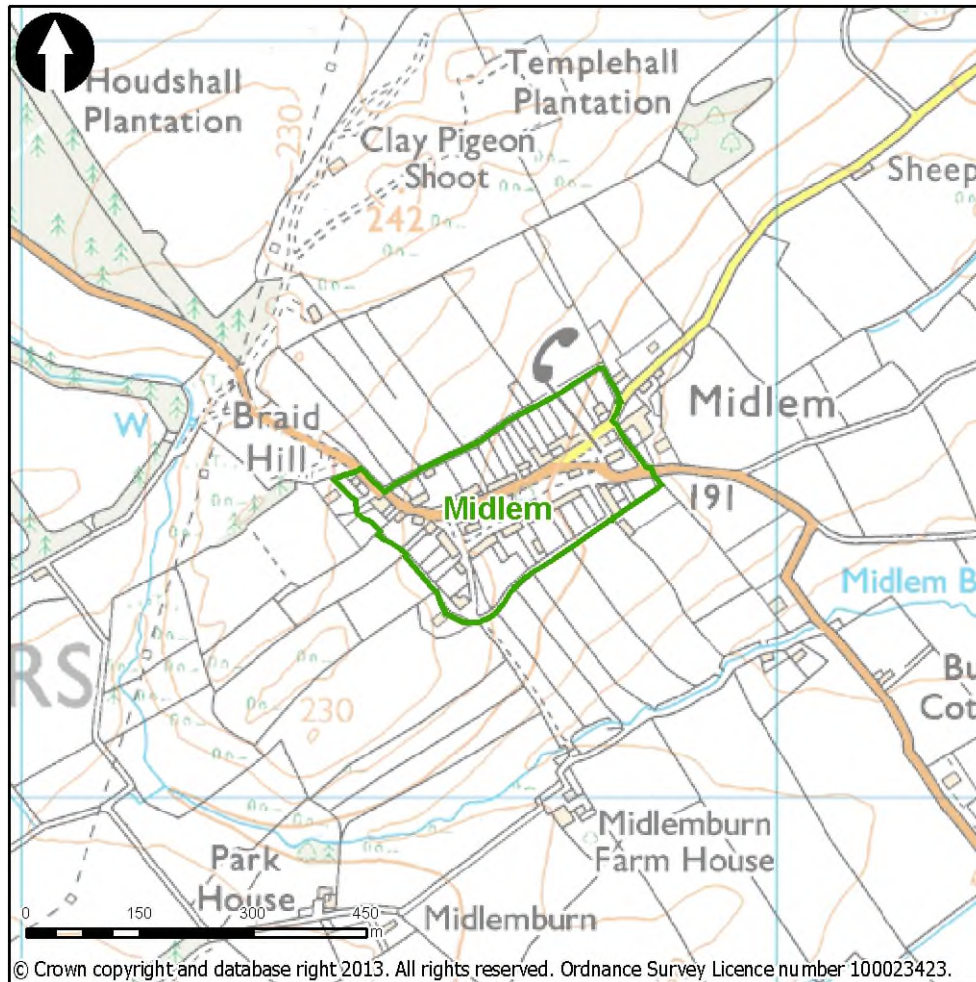 Houdshall
Plantation
Templehall
Plantation
230
Clay Pigeon
Shoot
Sheep
242
W
Braid
Hill
Midlem
Midlem
191
Midlem B
RS
230
Bu
Cot
Midlemburn
Farm House
Park
House
Midlemburn
0 150 300 450
m
© Crown copyright and database right 2013. All rights reserved. Ordnance Survey Licence number 100023423.